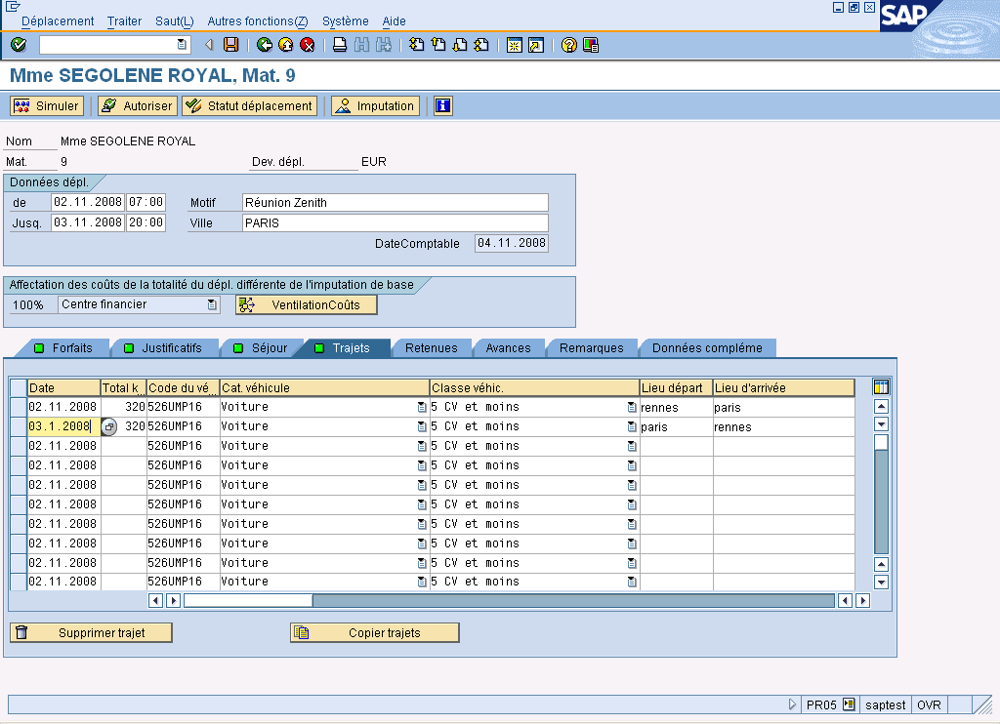 Déplacement Traiter Saut(L) Autres fonctions(Z) Système Aide
SAP
Mme SEGOLENE ROYAL, Mat. 9
Simuler Autoriser Statut déplacement Imputation
Nom Mme SEGOLENE ROYAL
Mat. 9 Dev. dépl. EUR
Données dépl.
de 02.11.2008 07:00 Motif Réunion Zenith
Jusq. 03.11.2008 20:00 Ville PARIS
DateComptable 04.11.2008
Affectation des coûts de la totalité du dépl. différente de l'imputation de base
100% Centre financier VentilationCoûts
Forfaits Justificatifs Séjour Trajets Retenues Avances Remarques Données compléme
Date Total k... Code du vé... Cat. véhicule Classe véhic. Lieu départ Lieu d'arrivée
02.11.2008 320 526UMP16 Voiture 5 CV et moins rennes paris
03.1.2008 320 526UMP16 Voiture 5 CV et moins paris rennes
02.11.2008 526UMP16 Voiture 5 CV et moins
02.11.2008 526UMP16 Voiture 5 CV et moins
02.11.2008 526UMP16 Voiture 5 CV et moins
02.11.2008 526UMP16 Voiture 5 CV et moins
02.11.2008 526UMP16 Voiture 5 CV et moins
02.11.2008 526UMP16 Voiture 5 CV et moins
02.11.2008 526UMP16 Voiture 5 CV et moins
02.11.2008 526UMP16 Voiture 5 CV et moins
Supprimer trajet Copier trajets
PR05 saptest OVR